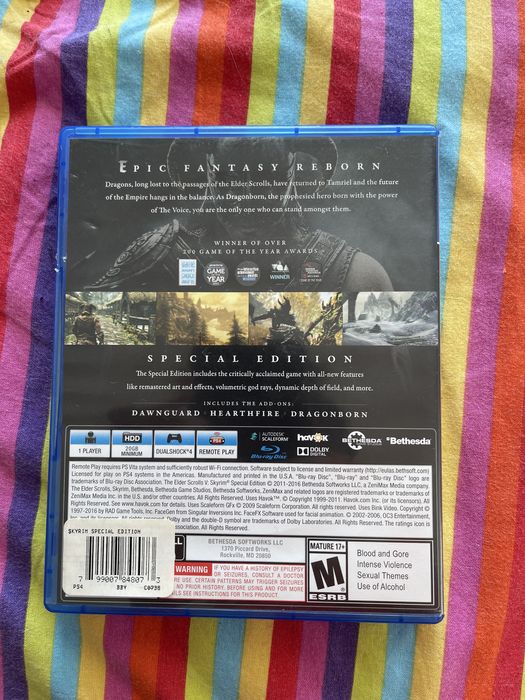 EPIC FANTASY REBORN
Dragons, long lost to the passages of the Elder Scrolls, have returned to Tamriel and the future
of the Empire hangs in the balance. As Dragonborn, the prophesied hero born with the power
of The Voice, you are the only one who can stand amongst them.
WINNER OF OVER
200 GAME OF THE YEAR AWARDS
GAME
YEAR
WINNER
SPECIAL EDITION
The Special Edition includes the critically acclaimed game with all-new features
like remastered art and effects, volumetric god rays, dynamic depth of field, and more.
INCLUDES THE ADD-ONS:
DAWNGUARD · HEARTHFIRE · DRAGONBORN
1 PLAYER
HDD
20GB
MINIMUM
DUALSHOCK®4
PS4
REMOTE PLAY
AUTODESK
SCALEFORM
Blu-ray Disc
havok
DOLBY
DIGITAL
BETHESDA
GAME STUDIOS
Bethesda
Remote Play requires PS Vita system and sufficiently robust Wi-Fi connection. Software subject to license and limited warranty (http://eulas.bethsoft.com)
Licensed for play on PS4 systems in the Americas. Manufactured and printed in the U.S.A. "Blu-ray Disc", "Blu-ray" and "Blu-ray Disc" logo are
trademarks of Blu-ray Disc Association. The Elder Scrolls V: Skyrim® Special Edition © 2011-2016 Bethesda Softworks LLC, a ZeniMax Media company.
The Elder Scrolls, Skyrim, Bethesda, Bethesda Game Studios, Bethesda Softworks, ZeniMax and related logos are registered trademarks or trademarks of
ZeniMax Media Inc. in the U.S. and/or other countries. All Rights Reserved. Uses Havok™. © Copyright 1999-2011. Havok.com Inc. (or its licensors). All
Rights Reserved. See www.havok.com for details. Uses Scaleform GFx © 2009 Scaleform Corporation. All rights reserved. Uses Bink Video. Copyright ©
1997-2016 by RAD Game Tools, Inc. FaceGen from Singular Inversions Inc. FaceFX Software used for facial animation. © 2002-2006, OC3 Entertainment,
Inc. and its licensors. All rights reserved. Dolby and the double-D symbol are trademarks of Dolby Laboratories. All Rights Reserved. The ratings icon is
Association.
SKYRIM SPECIAL EDITION
7 99007 84807 3
PS4 BBV C0738
BETHESDA SOFTWORKS LLC
1370 Piccard Drive,
Rockville, MD 20850
WARNING
IF YOU HAVE A HISTORY OF EPILEPSY
OR SEIZURES, CONSULT A DOCTOR
RE USE. CERTAIN PATTERNS MAY TRIGGER SEIZURES
NO PRIOR HISTORY. BEFORE USING AND FOR MORE
LS SEE INSTRUCTIONS FOR THIS PRODUCT.
MATURE 17+
M
ESRB
Blood and Gore
Intense Violence
Sexual Themes
Use of Alcohol